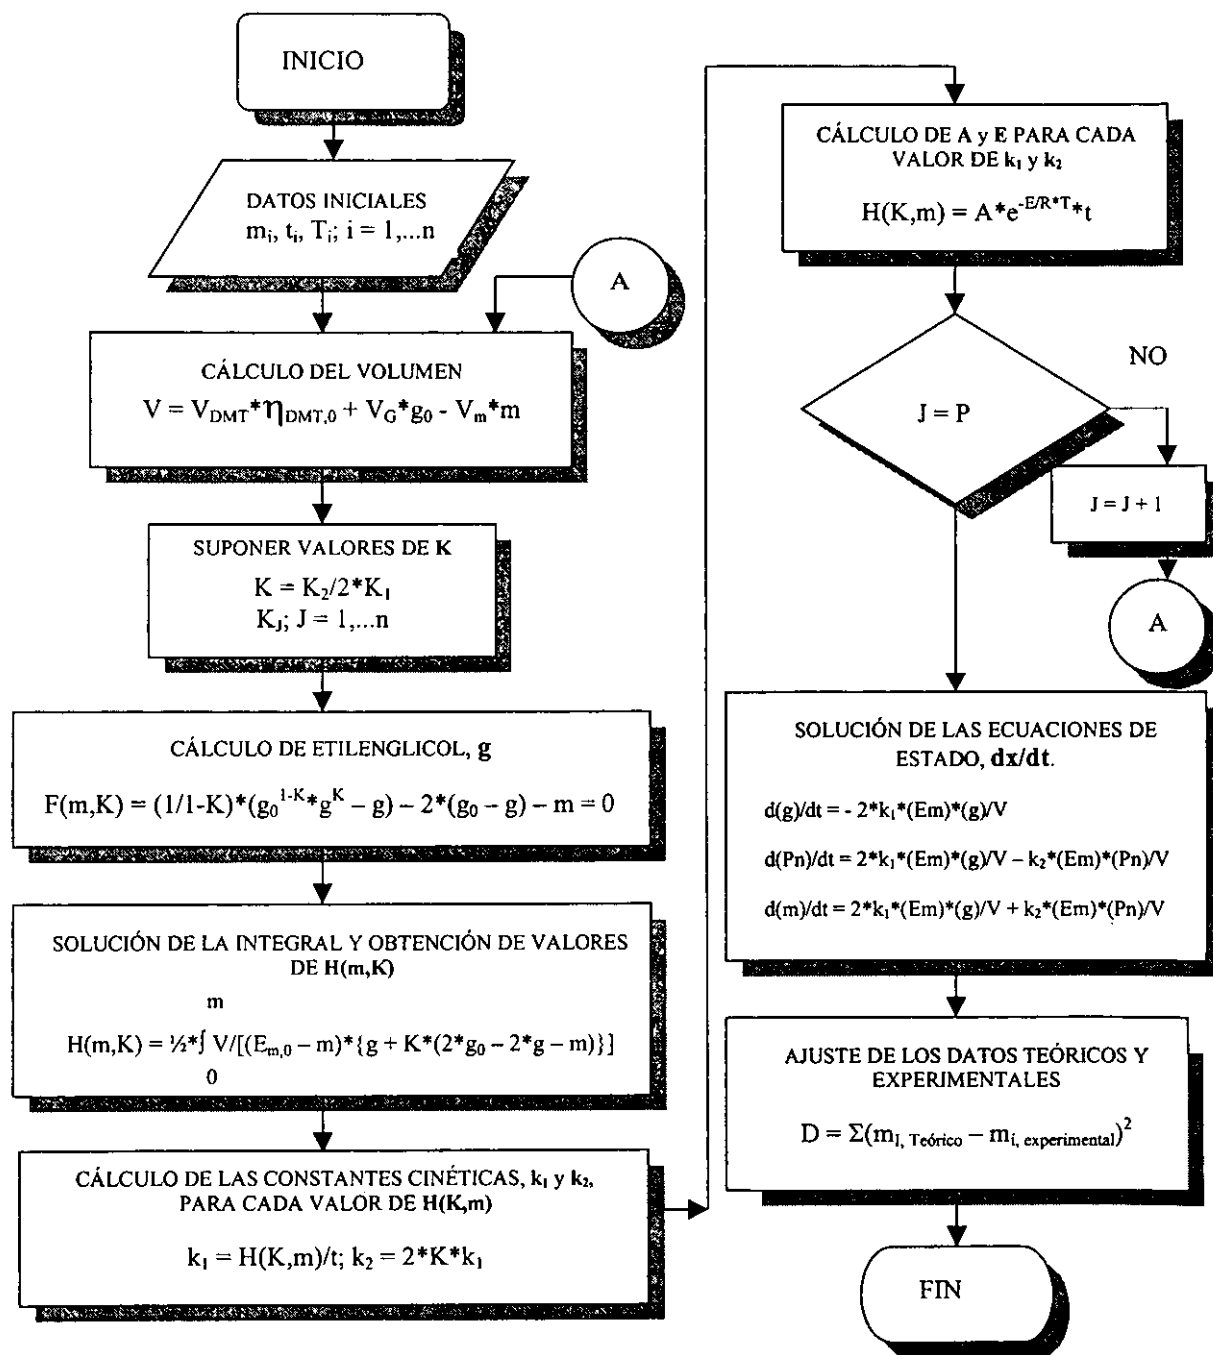 INICIO
DATOS INICIALES
mᵢ, tᵢ, Tᵢ; i = 1,...n
A
CÁLCULO DEL VOLUMEN
V = V_DMT*η_DMT,0 + V_G*g₀ - V_m*m
SUPONER VALORES DE K
K = K₂/2*K₁
K_J; J = 1,...n
CÁLCULO DE ETILENGLICOL, g
F(m,K) = (1/1-K)*(g₀^1-K*g^K – g) – 2*(g₀ – g) – m = 0
SOLUCIÓN DE LA INTEGRAL Y OBTENCIÓN DE VALORES
DE H(m,K)
m
H(m,K) = ½*∫ V/[(E_m,0 – m)*{g + K*(2*g₀ – 2*g – m)}]
0
CÁLCULO DE LAS CONSTANTES CINÉTICAS, k₁ y k₂,
PARA CADA VALOR DE H(K,m)
k₁ = H(K,m)/t; k₂ = 2*K*k₁
CÁLCULO DE A y E PARA CADA
VALOR DE k₁ y k₂
H(K,m) = A*e^-E/R*T*t
J = P
NO
J = J + 1
A
SOLUCIÓN DE LAS ECUACIONES DE
ESTADO, dx/dt.
d(g)/dt = - 2*k₁*(Em)*(g)/V
d(Pn)/dt = 2*k₁*(Em)*(g)/V – k₂*(Em)*(Pn)/V
d(m)/dt = 2*k₁*(Em)*(g)/V + k₂*(Em)*(Pn)/V
AJUSTE DE LOS DATOS TEÓRICOS Y
EXPERIMENTALES
D = Σ(m_I, Teórico – m_i, experimental)²
FIN